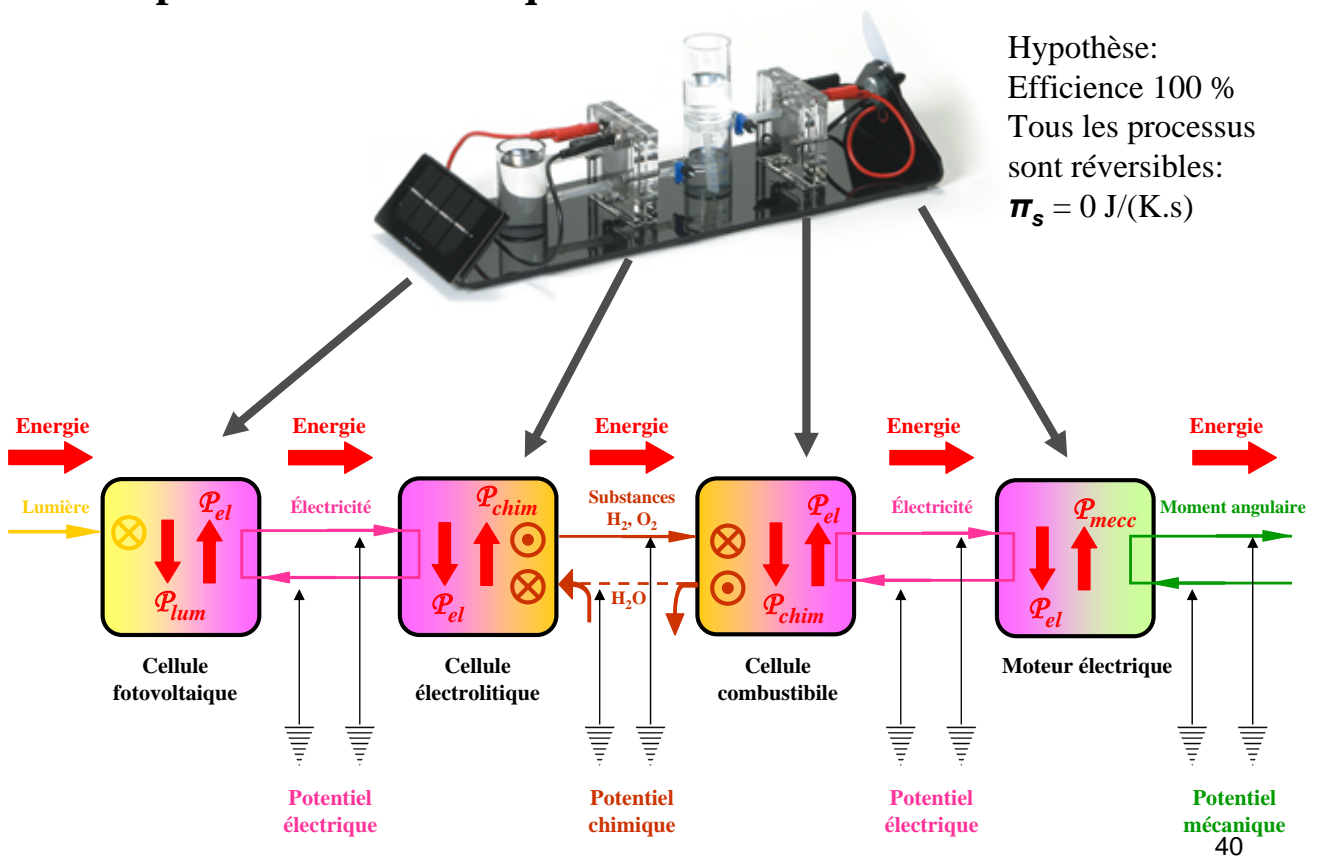 Hypothèse:
Efficience 100 %
Tous les processus
sont réversibles:
π_s = 0 J/(K.s)
Energie Energie Energie Energie Energie
Lumière
Électricité
Substances
H2, O2
Électricité
Moment angulaire
𝒫el
𝒫lum
𝒫chim
𝒫el
H2O
𝒫el
𝒫chim
𝒫mecc
𝒫el
Cellule
fotovoltaique
Cellule
électrolitique
Cellule
combustibile
Moteur électrique
Potentiel
électrique
Potentiel
chimique
Potentiel
électrique
Potentiel
mécanique
40